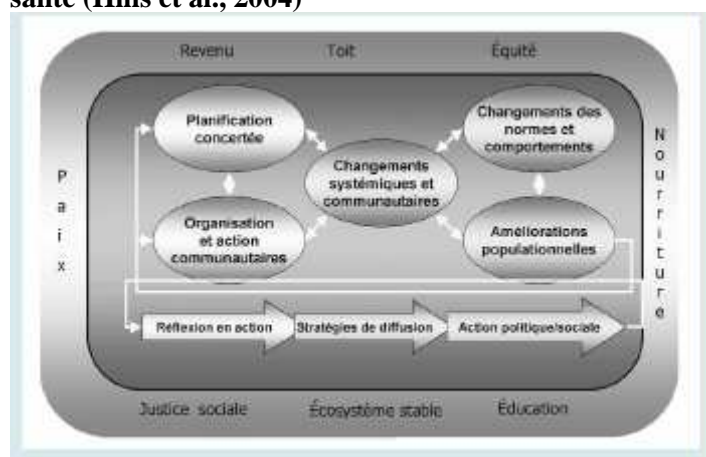 santé (Hills et al., 2004)
Revenu Toit Équité
Planification
concertée
Changements des
normes et
comportements
Changements
systémiques et
communautaires
Organisation
et action
communautaires
Améliorations
populationnelles
Paix
Nourriture
Réflexion en action
Stratégies de diffusion
Action politique/sociale
Justice sociale Écosystème stable Éducation